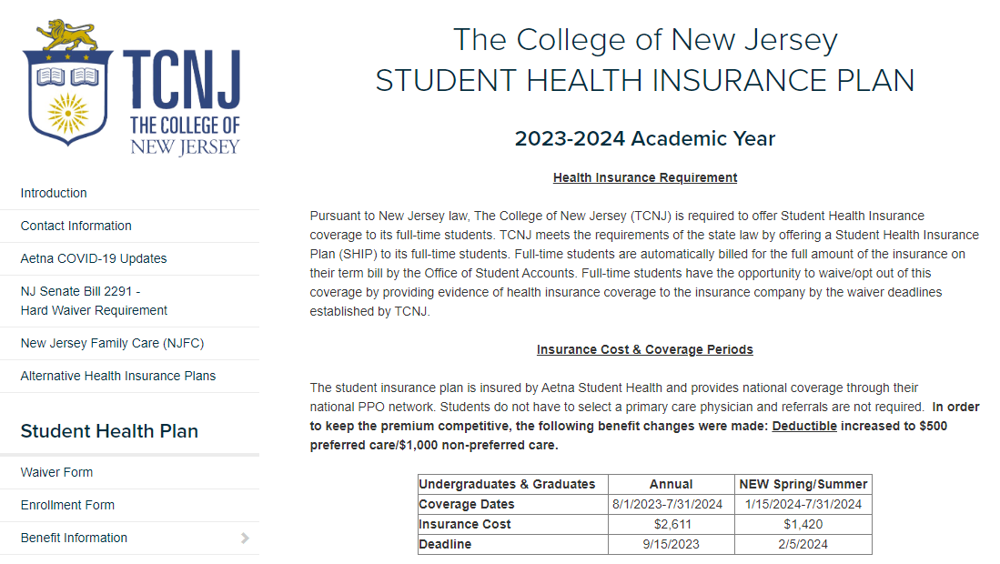 TCNJ
THE COLLEGE OF
NEW JERSEY
Introduction
Contact Information
Aetna COVID-19 Updates
NJ Senate Bill 2291 -
Hard Waiver Requirement
New Jersey Family Care (NJFC)
Alternative Health Insurance Plans
Student Health Plan
Waiver Form
Enrollment Form
Benefit Information
The College of New Jersey
STUDENT HEALTH INSURANCE PLAN
2023-2024 Academic Year
Health Insurance Requirement
Pursuant to New Jersey law, The College of New Jersey (TCNJ) is required to offer Student Health Insurance
coverage to its full-time students. TCNJ meets the requirements of the state law by offering a Student Health Insurance
Plan (SHIP) to its full-time students. Full-time students are automatically billed for the full amount of the insurance on
their term bill by the Office of Student Accounts. Full-time students have the opportunity to waive/opt out of this
coverage by providing evidence of health insurance coverage to the insurance company by the waiver deadlines
established by TCNJ.
Insurance Cost & Coverage Periods
The student insurance plan is insured by Aetna Student Health and provides national coverage through their
national PPO network. Students do not have to select a primary care physician and referrals are not required. In order
to keep the premium competitive, the following benefit changes were made: Deductible increased to $500
preferred care/$1,000 non-preferred care.
Undergraduates & Graduates Annual NEW Spring/Summer
Coverage Dates 8/1/2023-7/31/2024 1/15/2024-7/31/2024
Insurance Cost $2,611 $1,420
Deadline 9/15/2023 2/5/2024